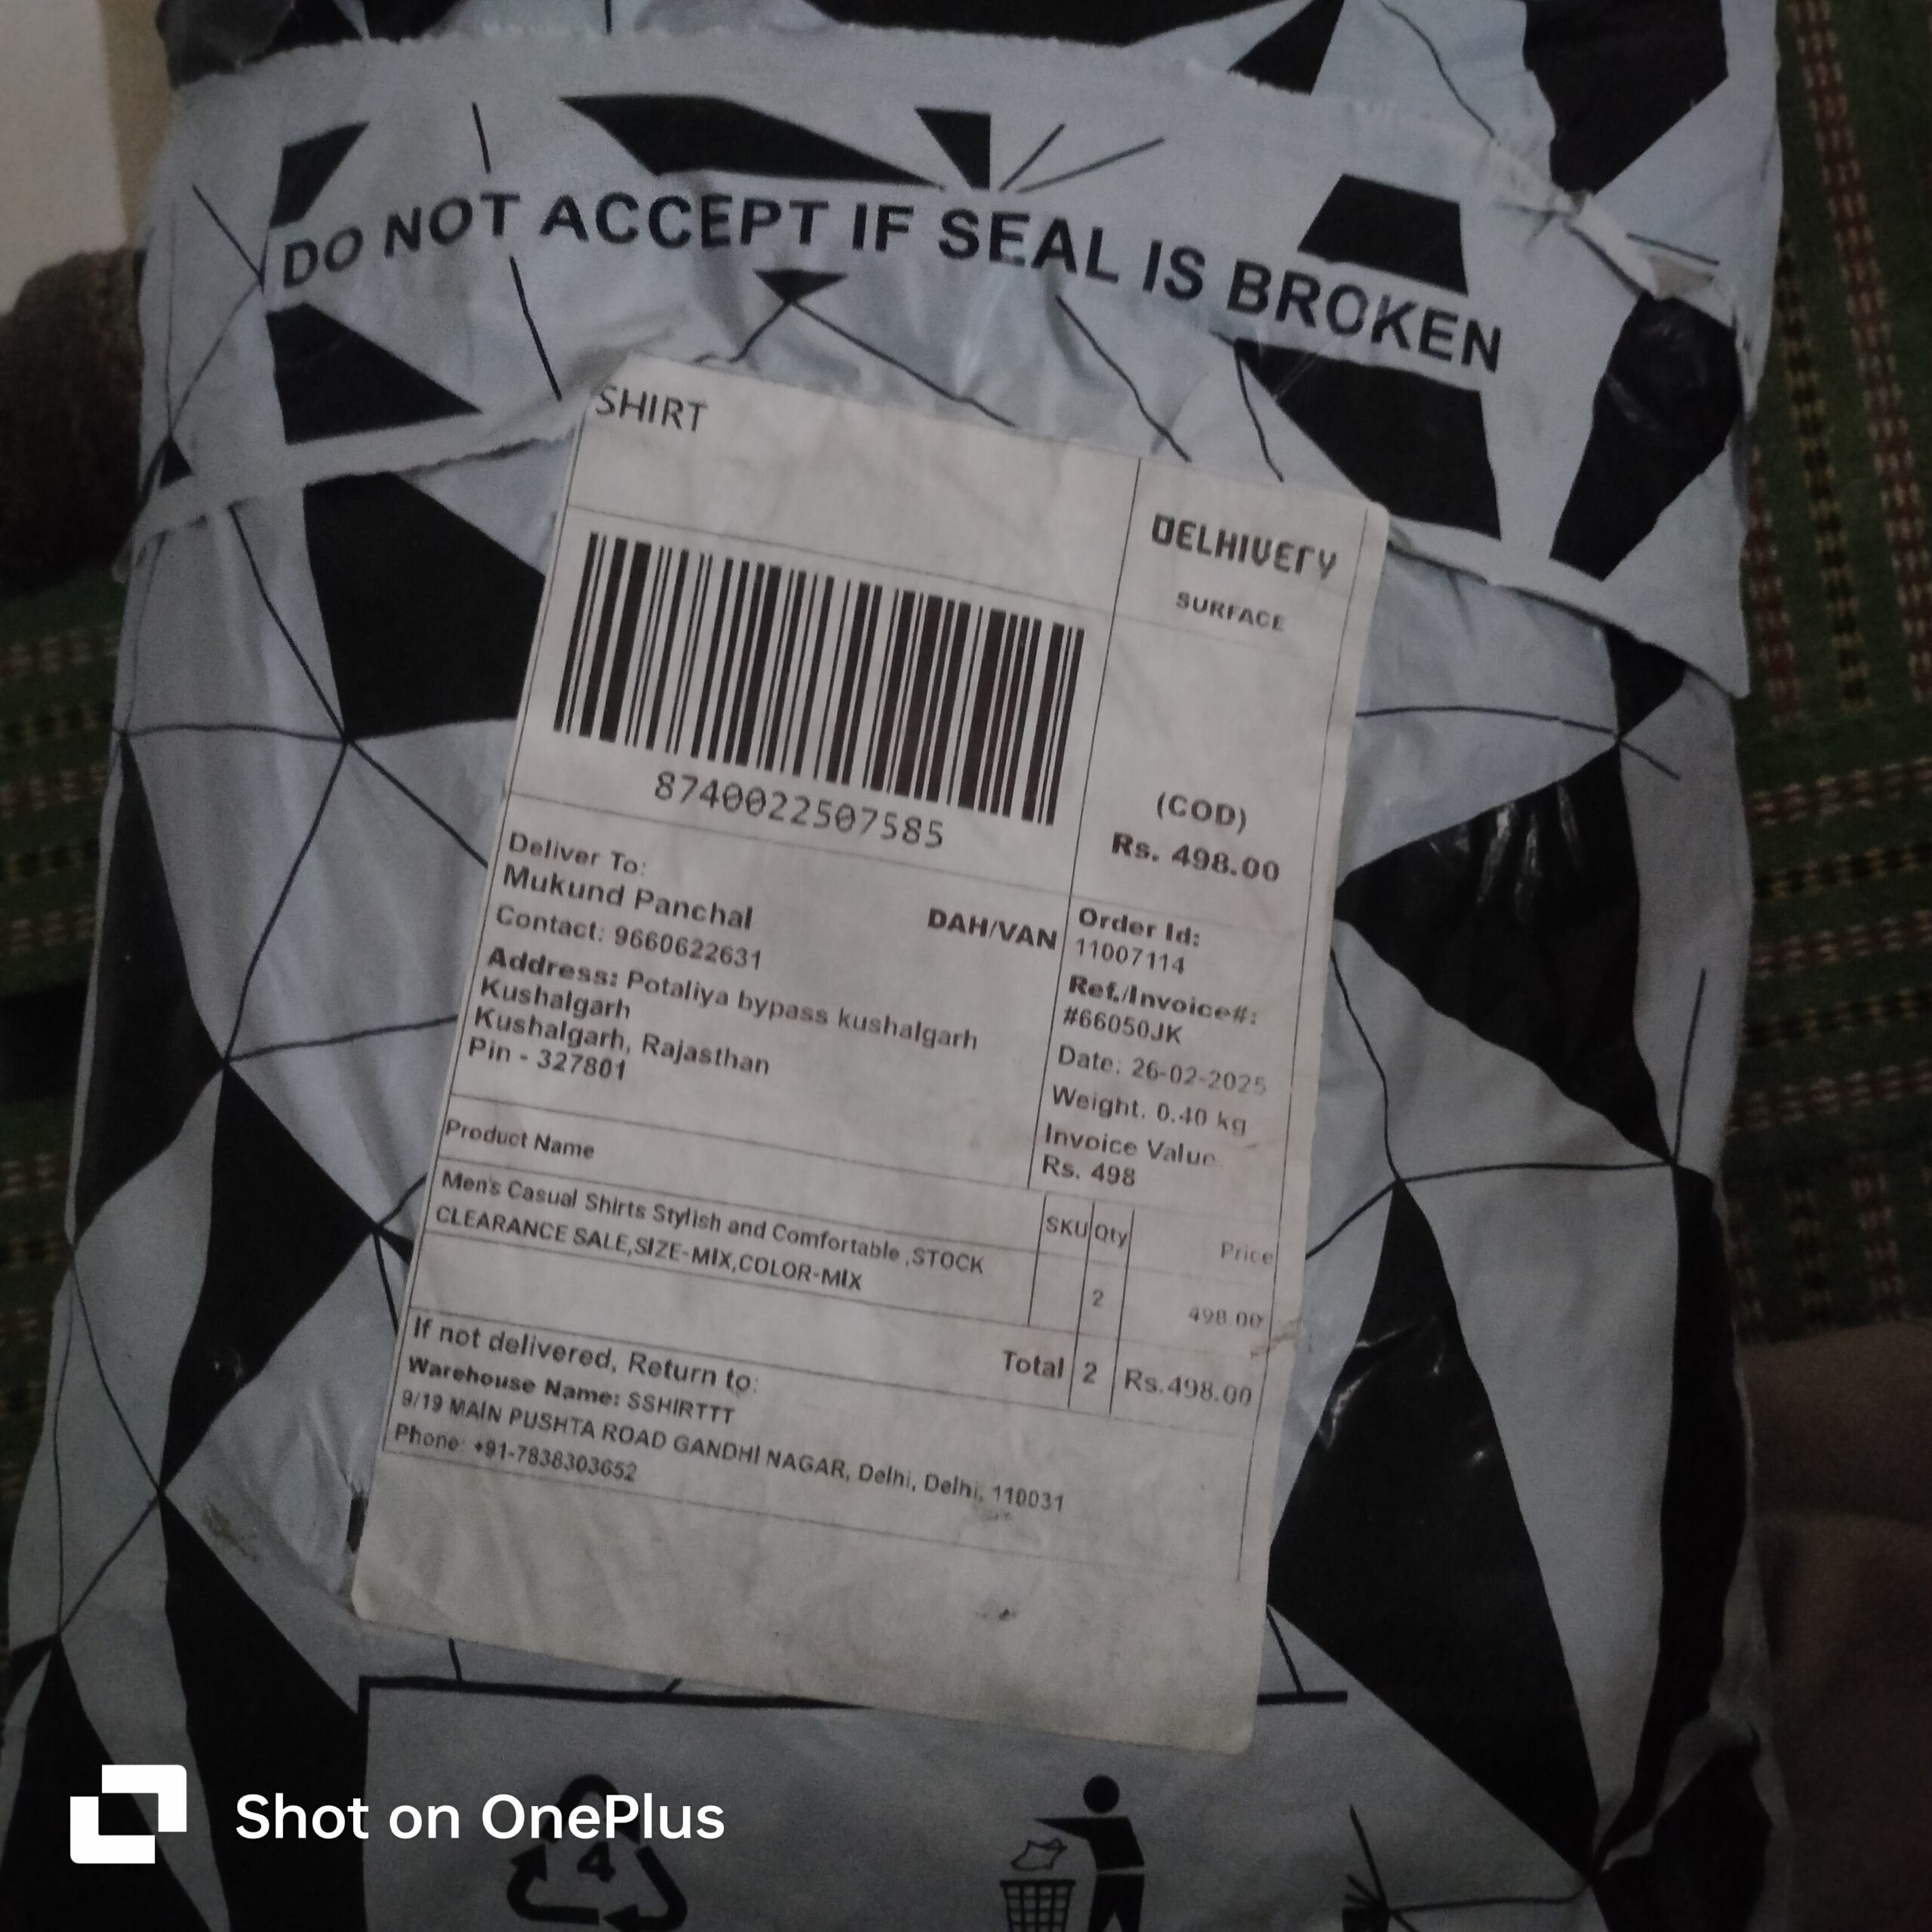 DO NOT ACCEPT IF SEAL IS BROKEN
SHIRT
DELHIVERY
SURFACE
8740022507585
(COD)
Rs. 498.00
Deliver To:
Mukund Panchal
DAH/VAN
Contact: 9660622631
Address: Potaliya bypass kushalgarh
Kushalgarh
Kushalgarh, Rajasthan
Pin - 327801
Order Id:
11007114
Ref./Invoice#:
#66050JK
Date: 26-02-2025
Weight. 0.40 kg
Invoice Value
Rs. 498
Product Name
SKU Qty Price
Men's Casual Shirts Stylish and Comfortable ,STOCK
CLEARANCE SALE,SIZE-MIX,COLOR-MIX
2 498.00
Total 2 Rs.498.00
If not delivered, Return to:
Warehouse Name: SSHIRTTT
9/19 MAIN PUSHTA ROAD GANDHI NAGAR, Delhi, Delhi, 110031
Phone: +91-7838303652
4
Shot on OnePlus